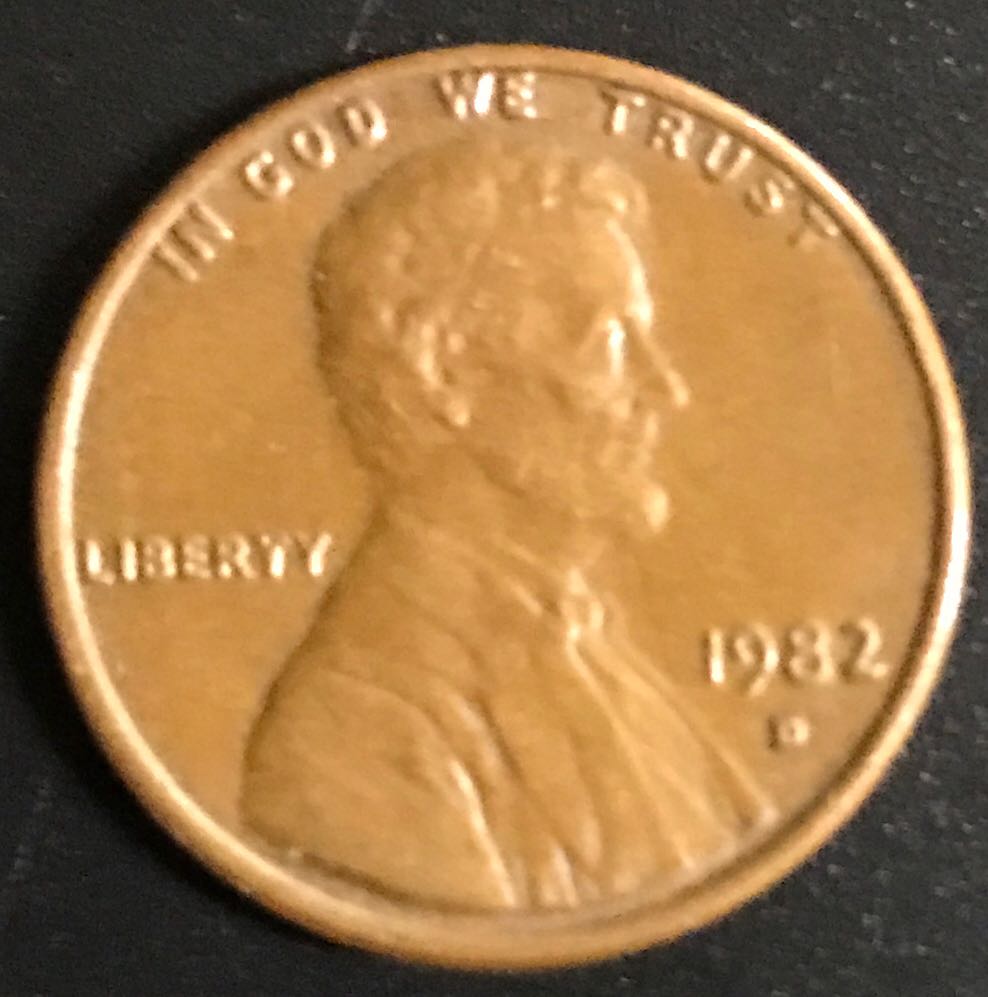 IN GOD WE TRUST
LIBERTY
1982
D